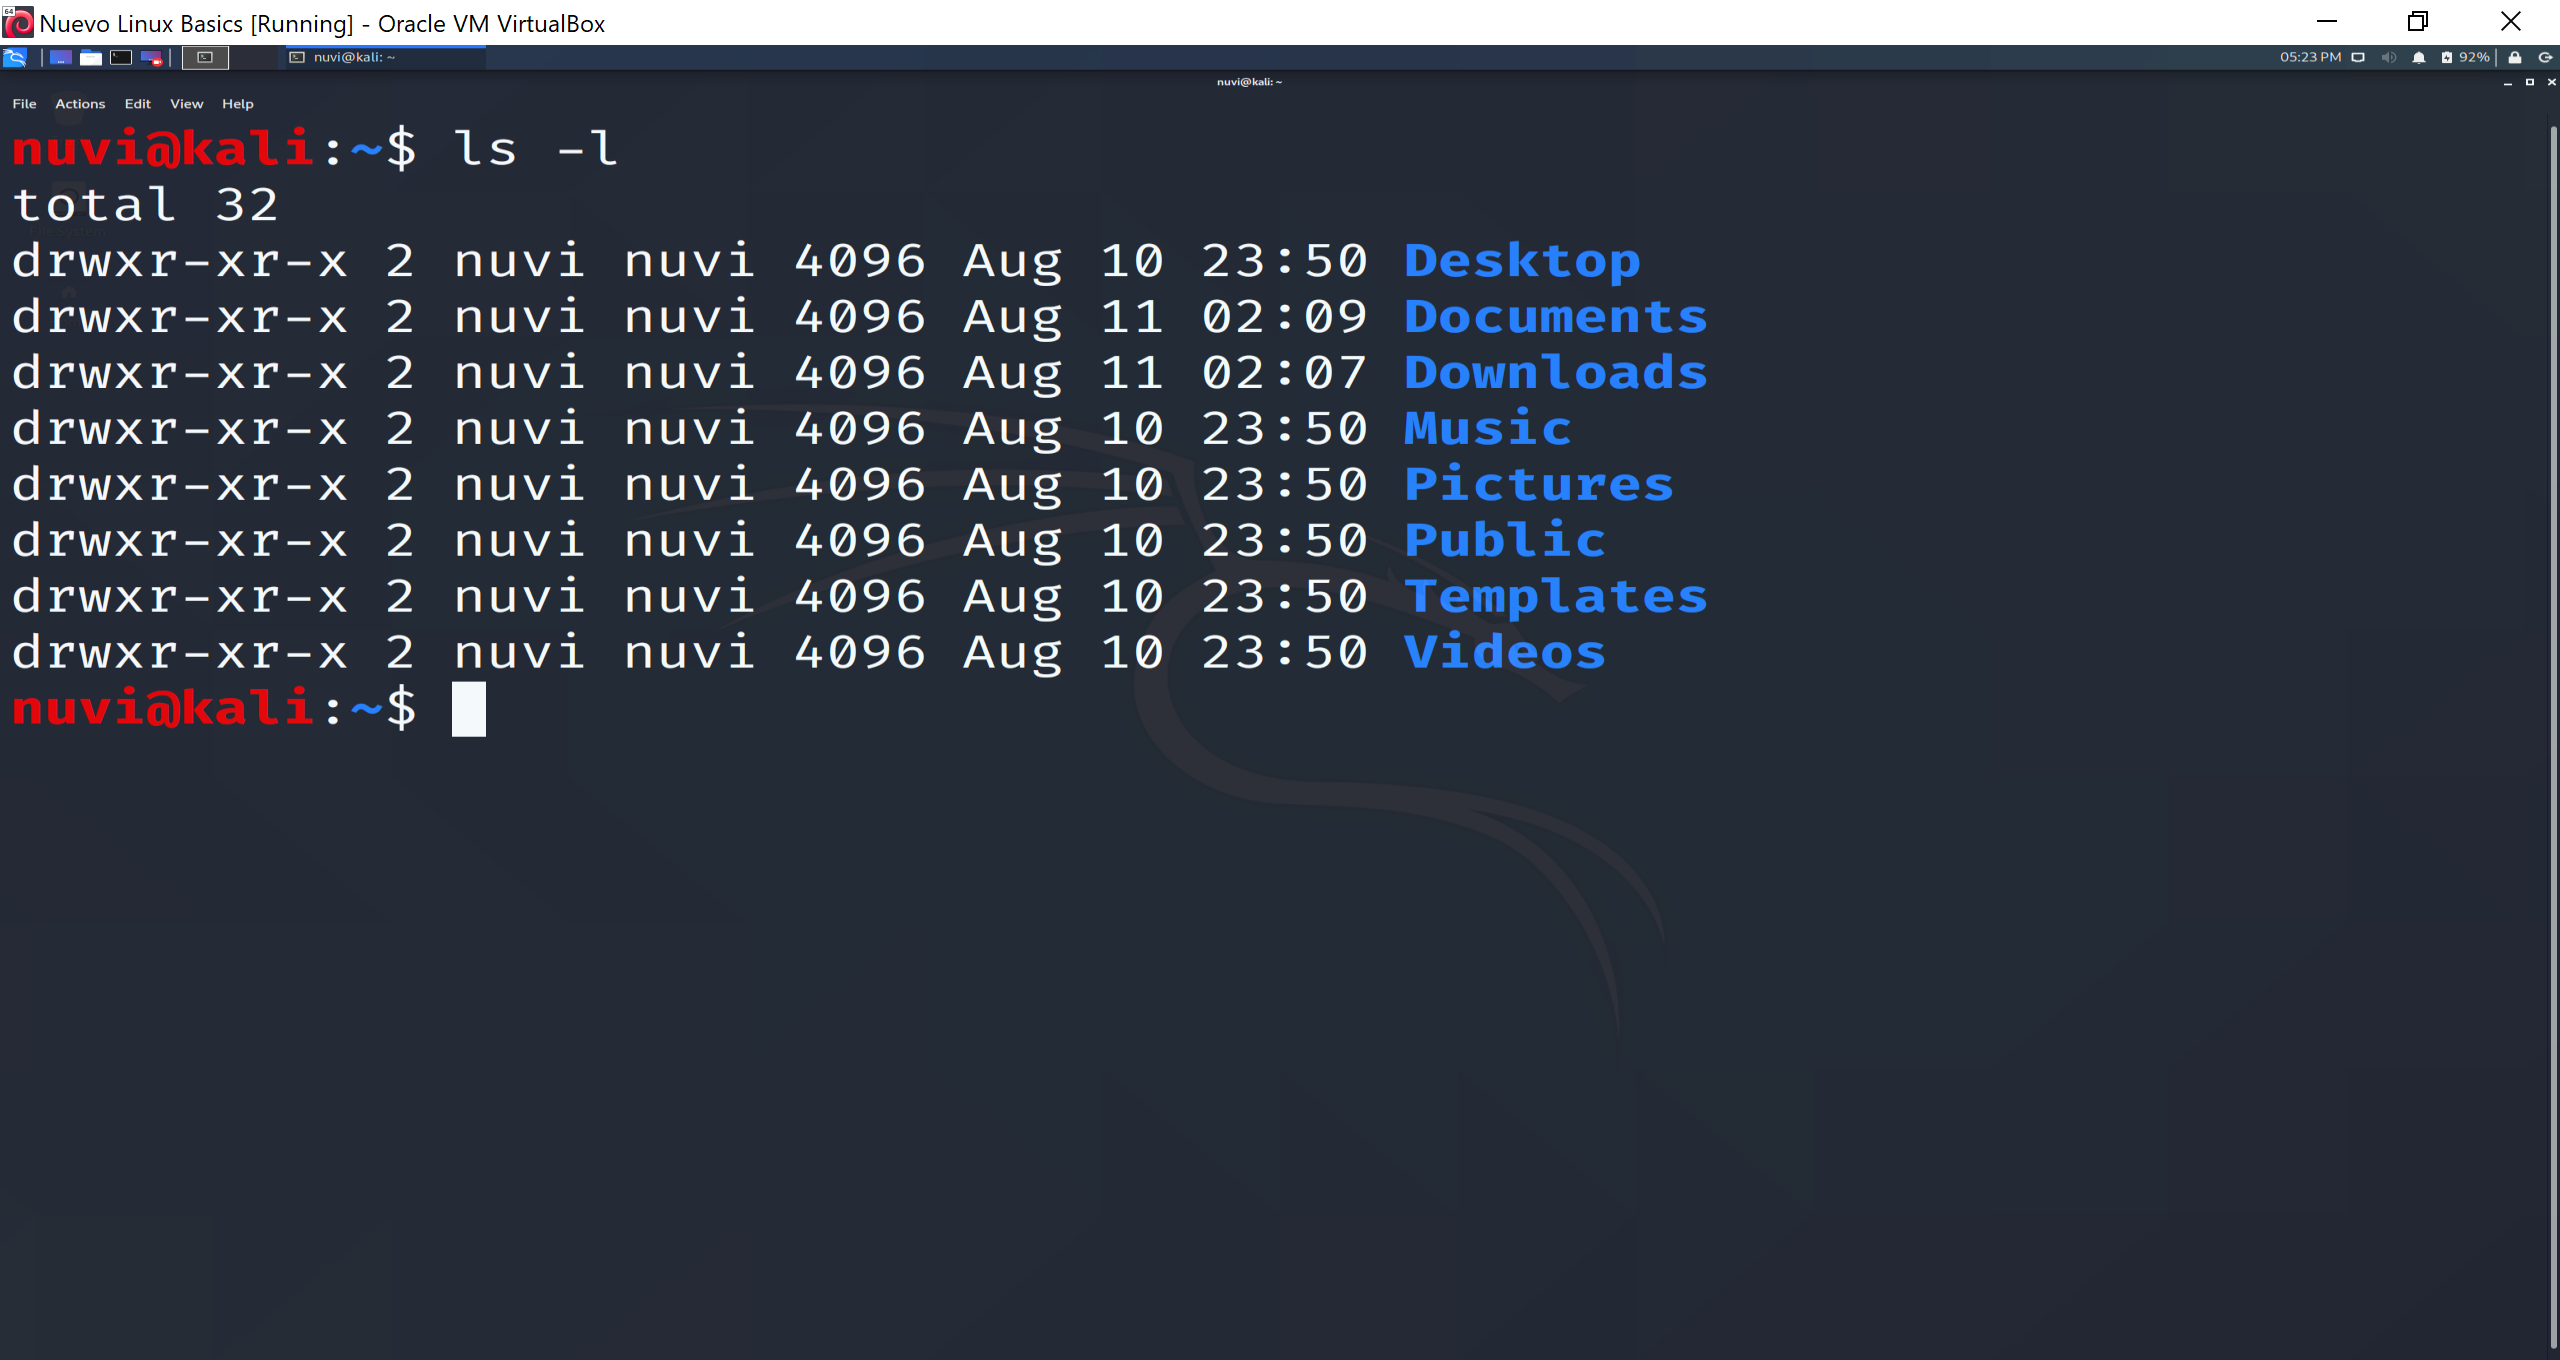 64
Nuevo Linux Basics [Running] - Oracle VM VirtualBox
nuvi@kali: ~
05:23 PM
92%
nuvi@kali: ~
File Actions Edit View Help
nuvi@kali:~$ ls -l
total 32
File System
drwxr-xr-x 2 nuvi nuvi 4096 Aug 10 23:50 Desktop
drwxr-xr-x 2 nuvi nuvi 4096 Aug 11 02:09 Documents
drwxr-xr-x 2 nuvi nuvi 4096 Aug 11 02:07 Downloads
drwxr-xr-x 2 nuvi nuvi 4096 Aug 10 23:50 Music
drwxr-xr-x 2 nuvi nuvi 4096 Aug 10 23:50 Pictures
drwxr-xr-x 2 nuvi nuvi 4096 Aug 10 23:50 Public
drwxr-xr-x 2 nuvi nuvi 4096 Aug 10 23:50 Templates
drwxr-xr-x 2 nuvi nuvi 4096 Aug 10 23:50 Videos
nuvi@kali:~$